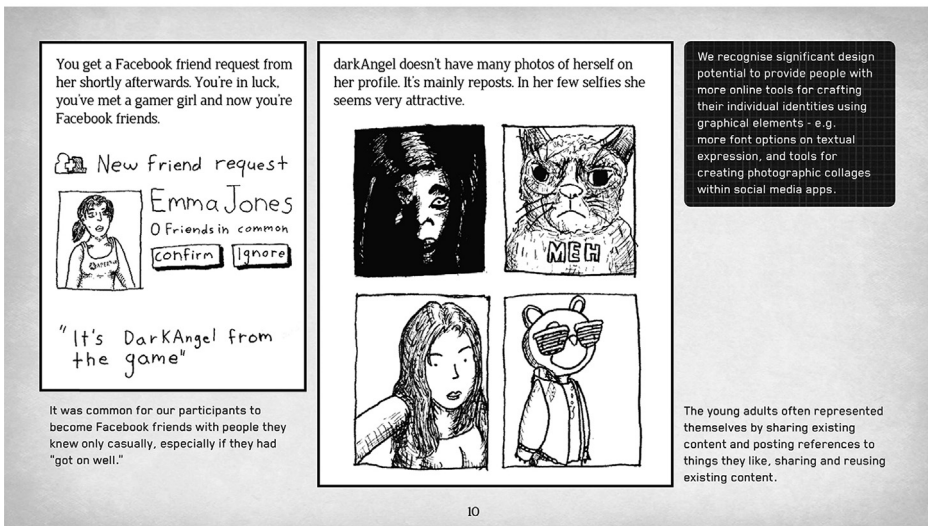 You get a Facebook friend request from
her shortly afterwards. You're in luck,
you've met a gamer girl and now you're
Facebook friends.
New friend request
Emma Jones
0 Friends in common
confirm Ignore
"It's DarkAngel from
the game"
It was common for our participants to
become Facebook friends with people they
knew only casually, especially if they had
"got on well."
darkAngel doesn't have many photos of herself on
her profile. It's mainly reposts. In her few selfies she
seems very attractive.
MEH
We recognise significant design
potential to provide people with
more online tools for crafting
their individual identities using
graphical elements - e.g.
more font options on textual
expression, and tools for
creating photographic collages
within social media apps.
The young adults often represented
themselves by sharing existing
content and posting references to
things they like, sharing and reusing
existing content.
10